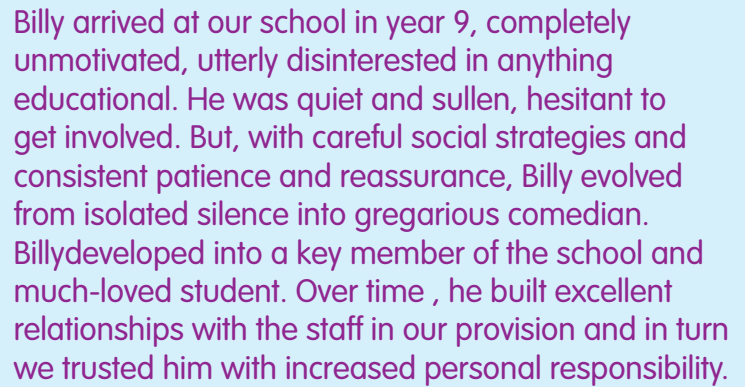 Billy arrived at our school in year 9, completely
unmotivated, utterly disinterested in anything
educational. He was quiet and sullen, hesitant to
get involved. But, with careful social strategies and
consistent patience and reassurance, Billy evolved
from isolated silence into gregarious comedian.
Billydeveloped into a key member of the school and
much-loved student. Over time , he built excellent
relationships with the staff in our provision and in turn
we trusted him with increased personal responsibility.